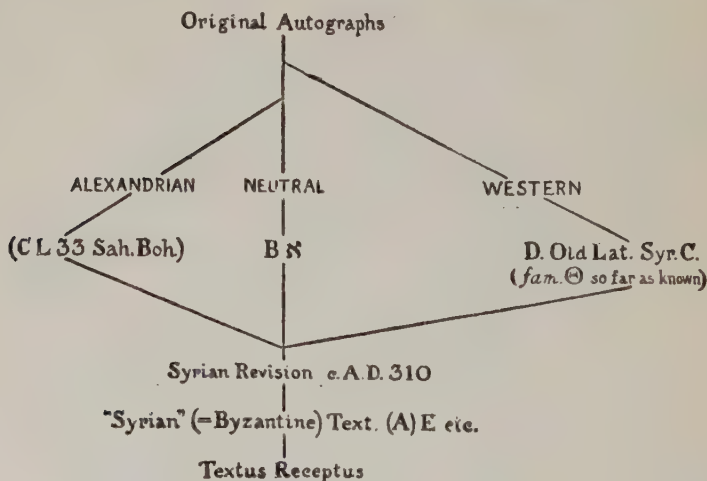 Original Autographs
ALEXANDRIAN NEUTRAL WESTERN
(C L 33 Sah. Boh.) B א D. Old Lat. Syr. C.
(fam. Θ so far as known)
Syrian Revision c. A.D. 310
"Syrian" (=Byzantine) Text. (A) E etc.
Textus Receptus